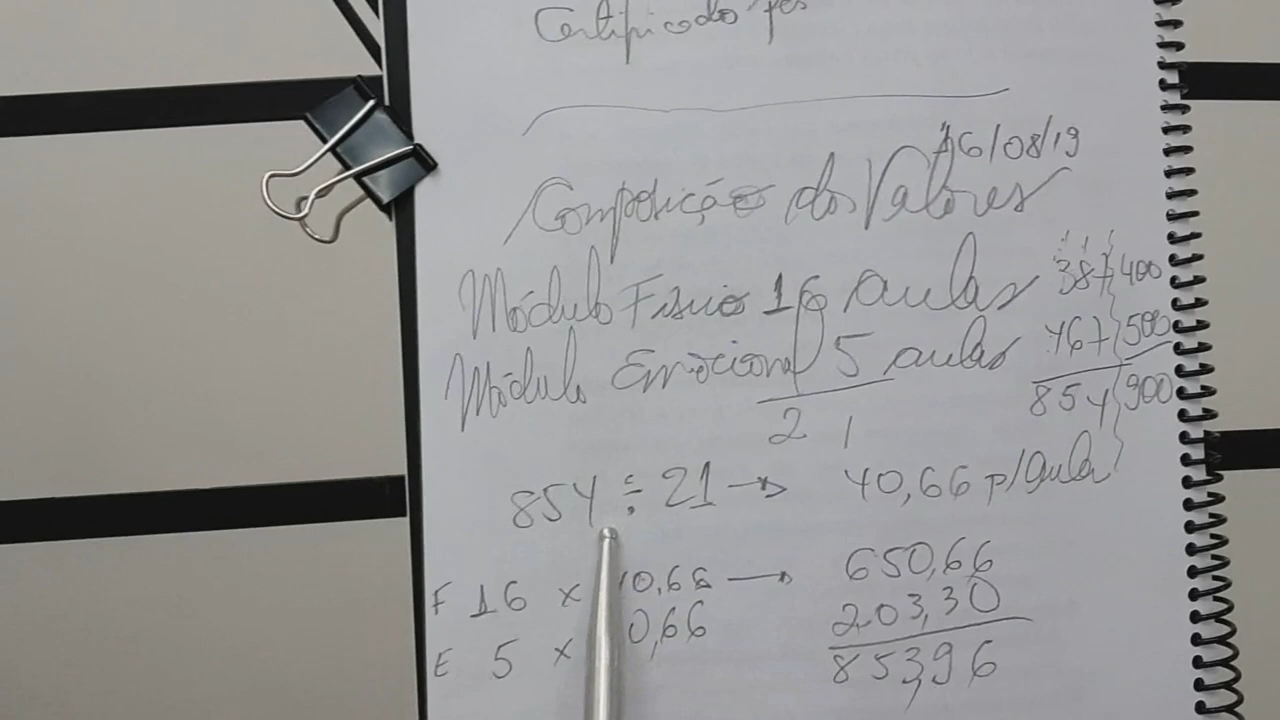 Certificado
16/08/19
Composição dos Valores
Módulo Físico 16 aulas 387 400
Módulo Emocional 5 aulas 467 500
21 854 900
854 ÷ 21 → 40,66 p/aula
F 16 x 40,66 → 650,66
E 5 x 0,66 203,30
853,96